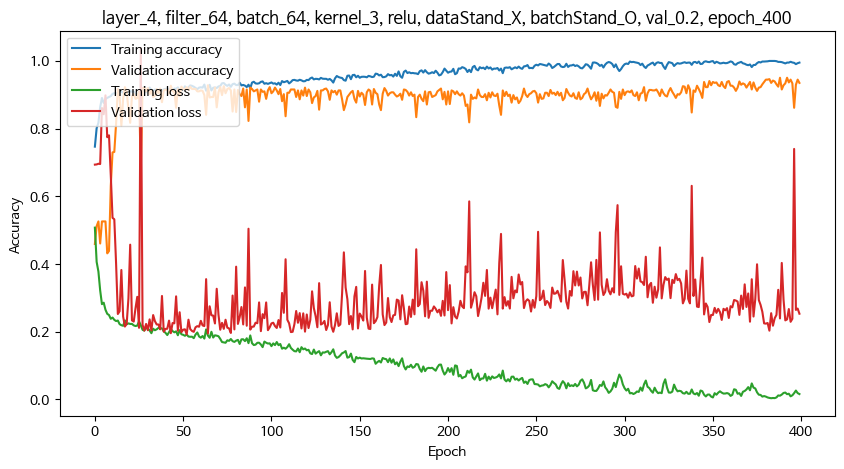 layer_4, filter_64, batch_64, kernel_3, relu, dataStand_X, batchStand_O, val_0.2, epoch_400
Training accuracy
Validation accuracy
Training loss
Validation loss
1.0
0.8
0.6
0.4
0.2
0.0
Accuracy
0 50 100 150 200 250 300 350 400
Epoch